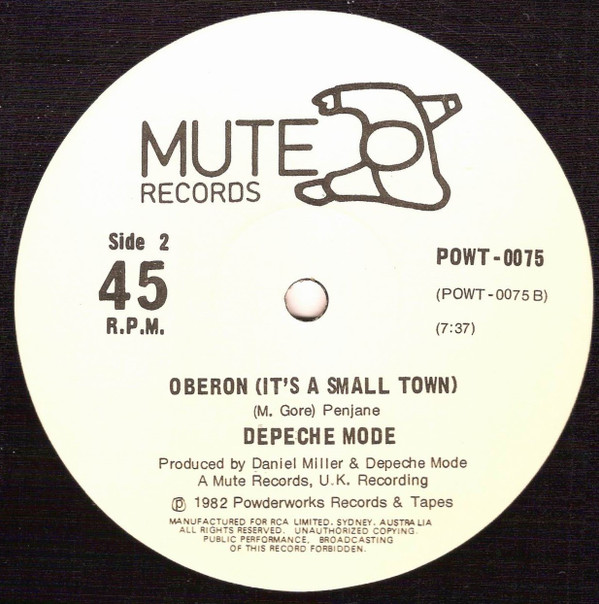 MUTE
RECORDS
Side 2
45
R.P.M.
POWT-0075
(POWT-0075B)
(7:37)
OBERON (IT'S A SMALL TOWN)
(M. Gore) Penjane
DEPECHE MODE
Produced by Daniel Miller & Depeche Mode
A Mute Records, U.K. Recording
℗ 1982 Powderworks Records & Tapes
MANUFACTURED FOR RCA LIMITED. SYDNEY. AUSTRALIA
ALL RIGHTS RESERVED. UNAUTHORIZED COPYING.
PUBLIC PERFORMANCE, BROADCASTING
OF THIS RECORD FORBIDDEN.